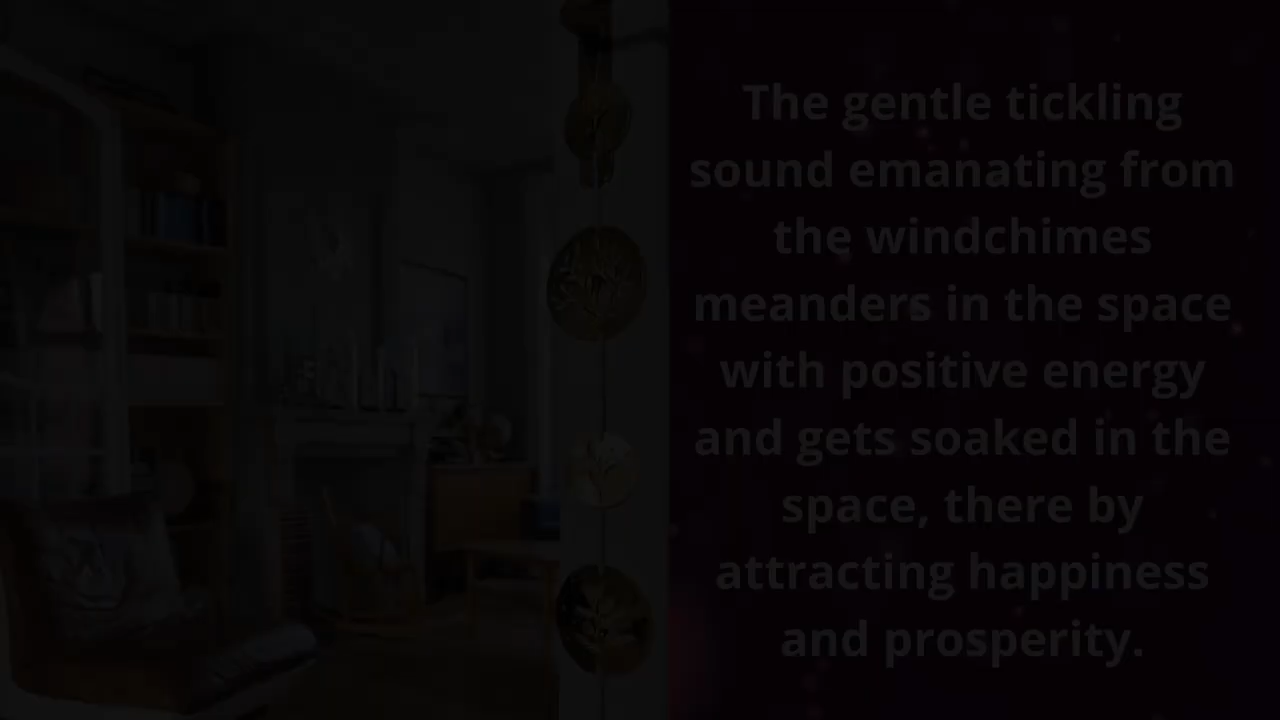 The gentle tickling
sound emanating from
the windchimes
meanders in the space
with positive energy
and gets soaked in the
space, there by
attracting happiness
and prosperity.